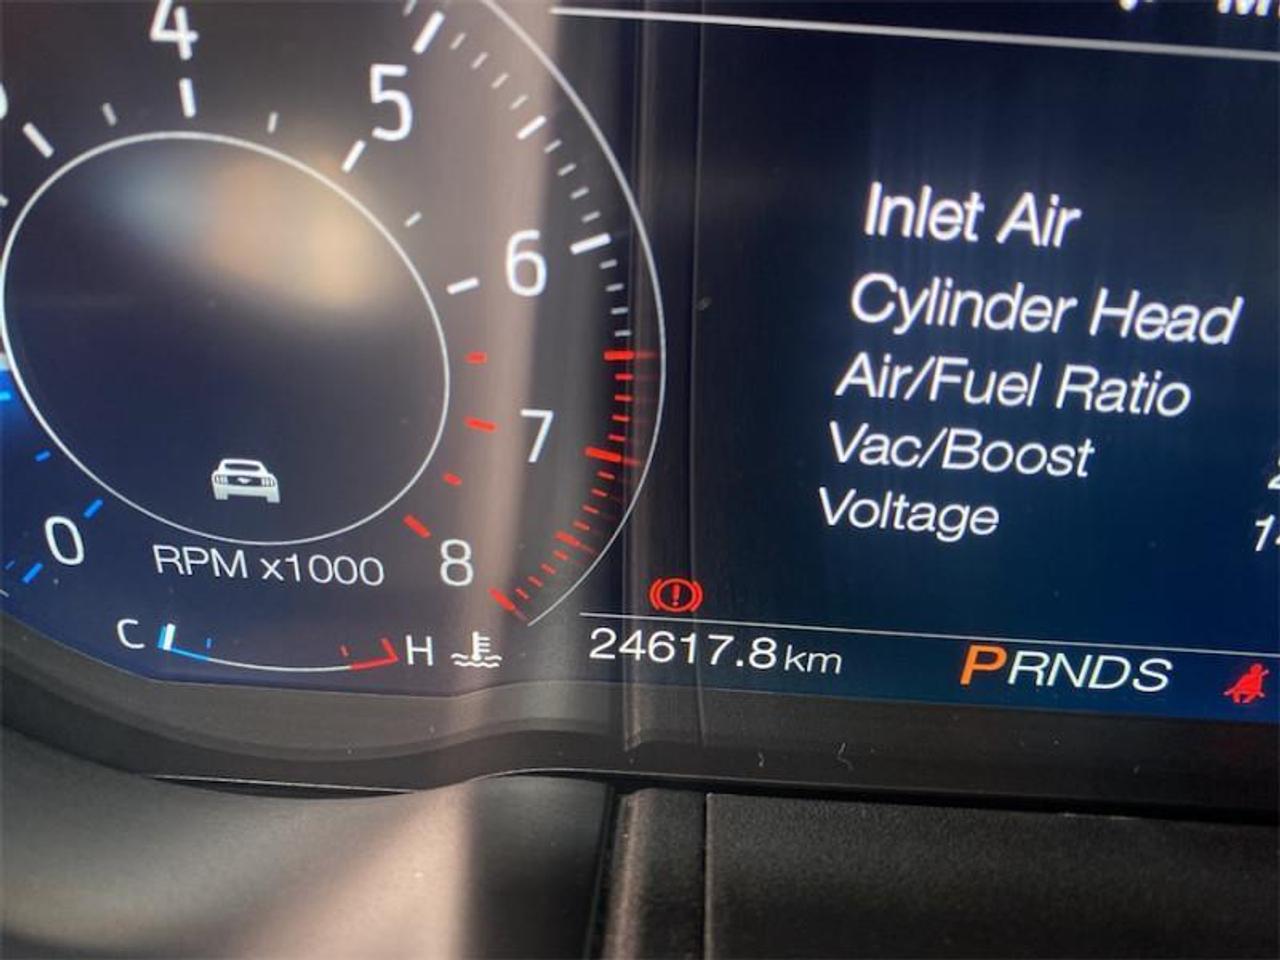 4
5
6
7
8
0
RPM x1000
C
H
24617.8 km
PRNDS
Inlet Air
Cylinder Head
Air/Fuel Ratio
Vac/Boost
Voltage